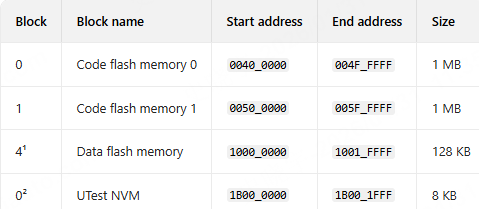 Block Block name Start address End address Size
0 Code flash memory 0 0040_0000 004F_FFFF 1 MB
1 Code flash memory 1 0050_0000 005F_FFFF 1 MB
4¹ Data flash memory 1000_0000 1001_FFFF 128 KB
0² UTest NVM 1B00_0000 1B00_1FFF 8 KB